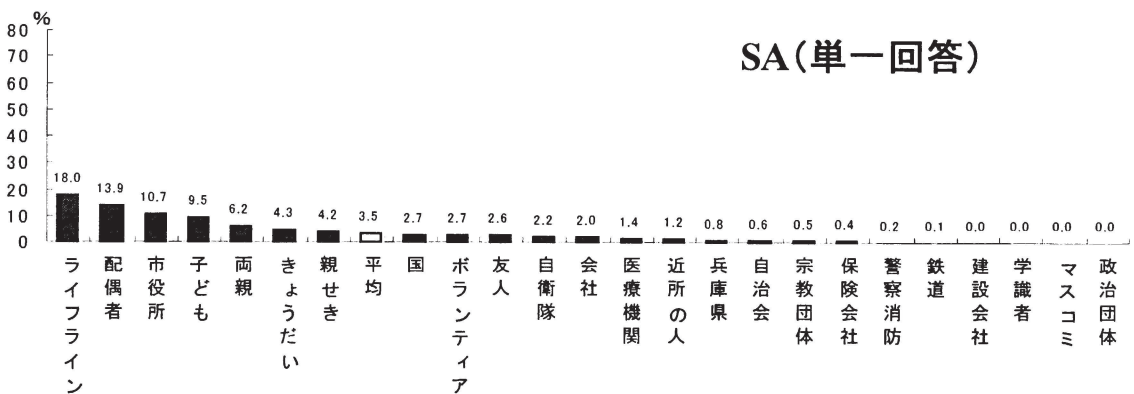 %
SA(単一回答)
80
70
60
50
40
30
20
10
0
18.0
13.9
10.7
9.5
6.2
4.3
4.2
3.5
2.7
2.7
2.6
2.2
2.0
1.4
1.2
0.8
0.6
0.5
0.4
0.2
0.1
0.0
0.0
0.0
0.0
ライフライン
配偶者
市役所
子ども
両親
きょうだい
親せき
平均
国
ボランティア
友人
自衛隊
会社
医療機関
近所の人
兵庫県
自治会
宗教団体
保険会社
警察消防
鉄道
建設会社
学識者
マスコミ
政治団体